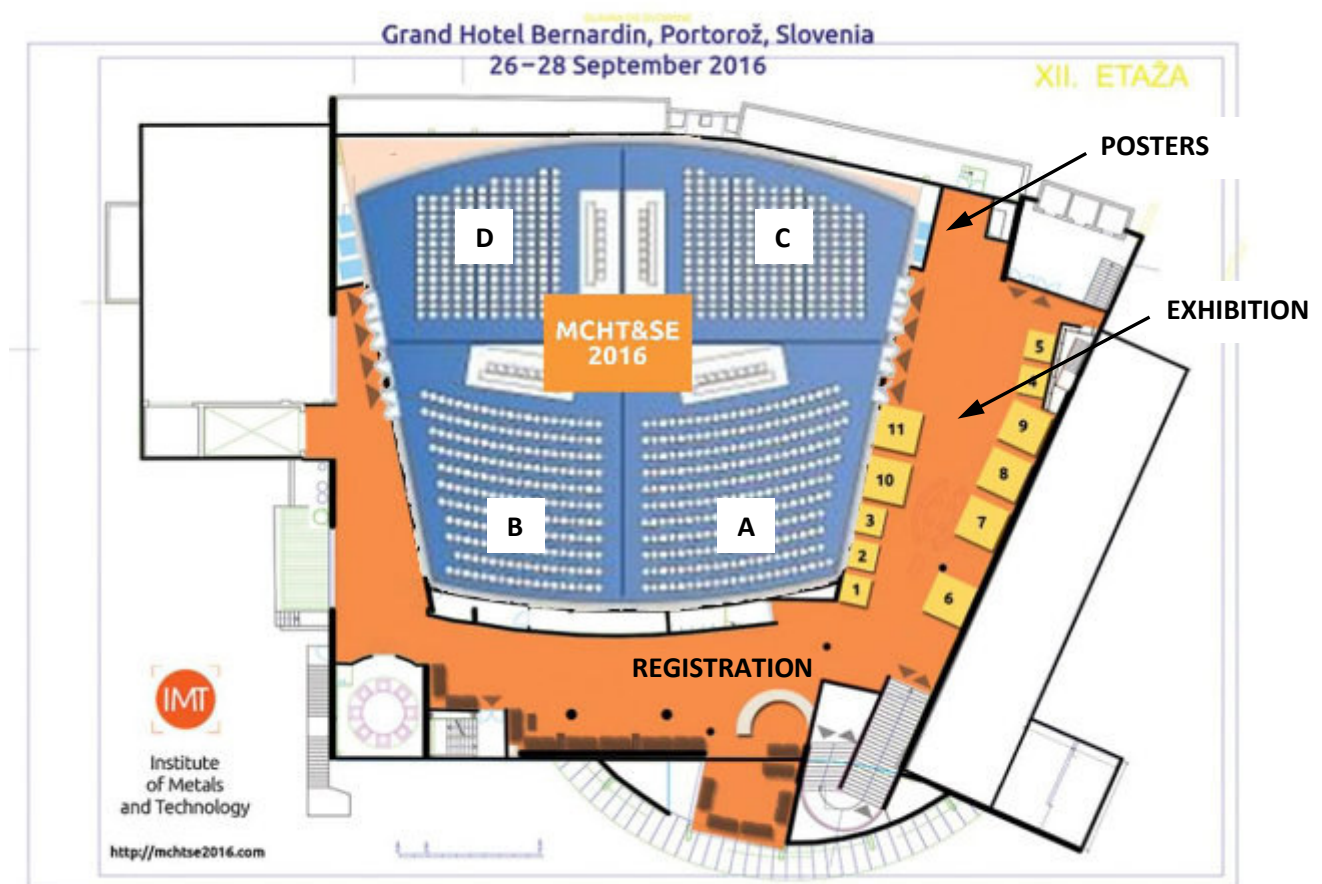 Grand Hotel Bernardin, Portorož, Slovenia
26–28 September 2016
XII. ETAŽA
POSTERS
D
C
EXHIBITION
MCHT&SE
2016
5
4
11
9
10
8
B
A
3
7
2
1
6
REGISTRATION
IMT
Institute
of Metals
and Technology
http://mchtse2016.com